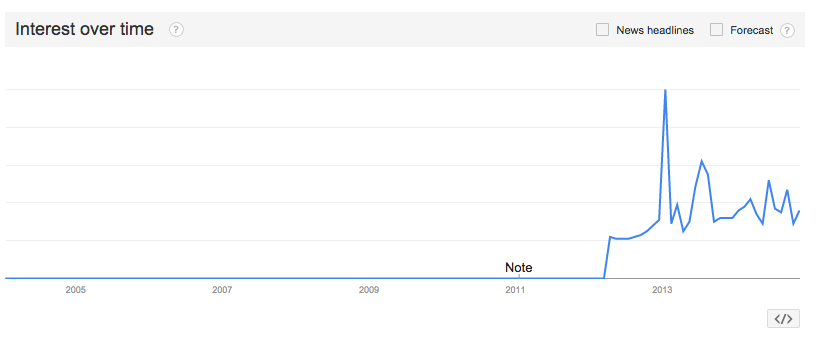 Interest over time ?
News headlines
Forecast ?
Note
2005
2007
2009
2011
2013
</>